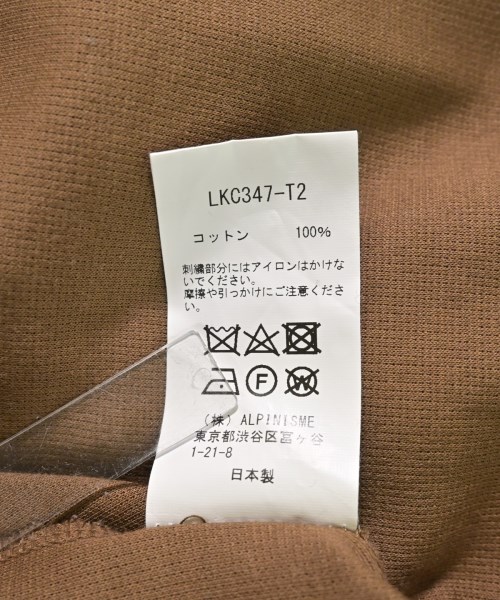 LKC347-T2
コットン 100%
刺繍部分にはアイロンはかけな
いでください。
摩擦や引っかけにご注意くださ
い。
F W
(株) ALPINISME
東京都渋谷区富ヶ谷
1-21-8
日本製